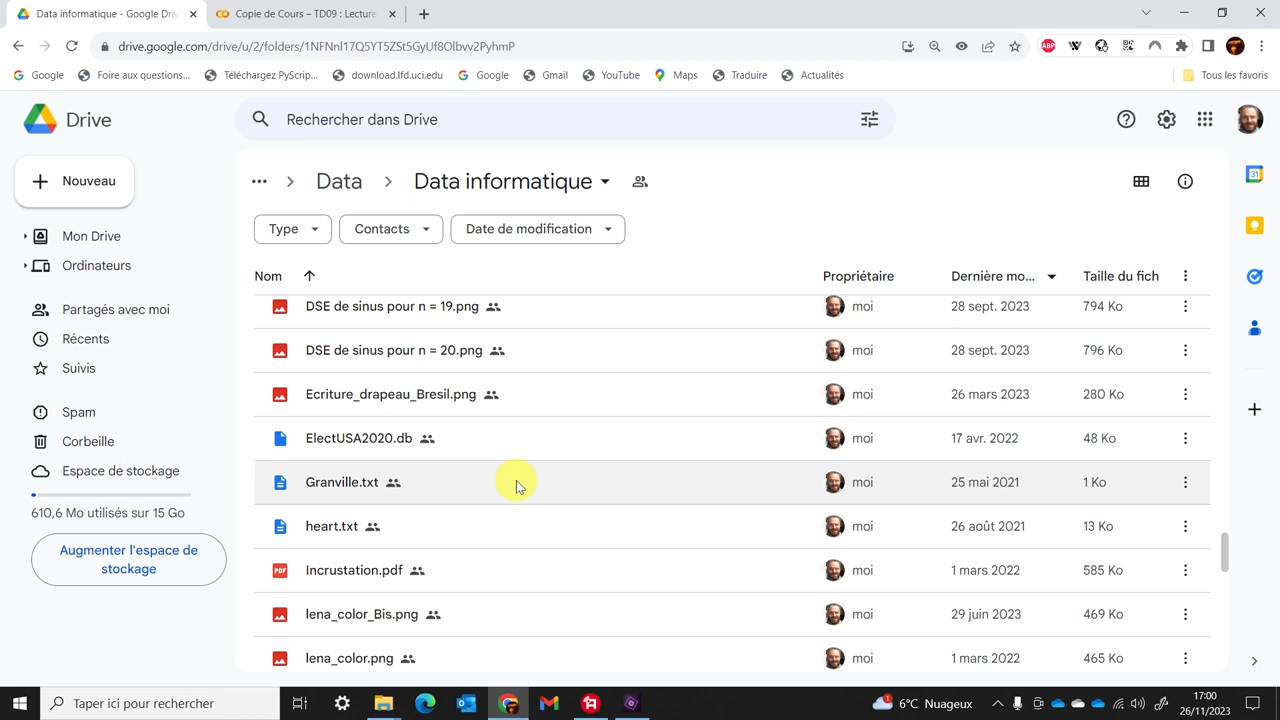 Data informatique - Google Driv
Copie de Cours – TD09 : Lecture
drive.google.com/drive/u/2/folders/1NFNnl17Q5YT5ZSt5GyUf8Olbvv2PyhmP
Google
Foire aux questions...
Téléchargez PyScrip...
download.lfd.uci.edu
Google
Gmail
YouTube
Maps
Traduire
Actualités
Tous les favoris
Drive
Rechercher dans Drive
Nouveau
Data
Data informatique
Type
Contacts
Date de modification
Mon Drive
Ordinateurs
Partagés avec moi
Récents
Suivis
Spam
Corbeille
Espace de stockage
610,6 Mo utilisés sur 15 Go
Augmenter l'espace de
stockage
Nom Propriétaire Dernière mo... Taille du fich
DSE de sinus pour n = 19.png moi 28 sept. 2023 794 Ko
DSE de sinus pour n = 20.png moi 28 sept. 2023 796 Ko
Ecriture_drapeau_Bresil.png moi 26 mars 2023 280 Ko
ElectUSA2020.db moi 17 avr. 2022 48 Ko
Granville.txt moi 25 mai 2021 1 Ko
heart.txt moi 26 août 2021 13 Ko
PDF Incrustation.pdf moi 1 mars 2022 585 Ko
lena_color_Bis.png moi 29 juin 2023 469 Ko
lena_color.png moi 1 mars 2022 465 Ko
31
ABP
Taper ici pour rechercher
6°C Nuageux
17:00
26/11/2023